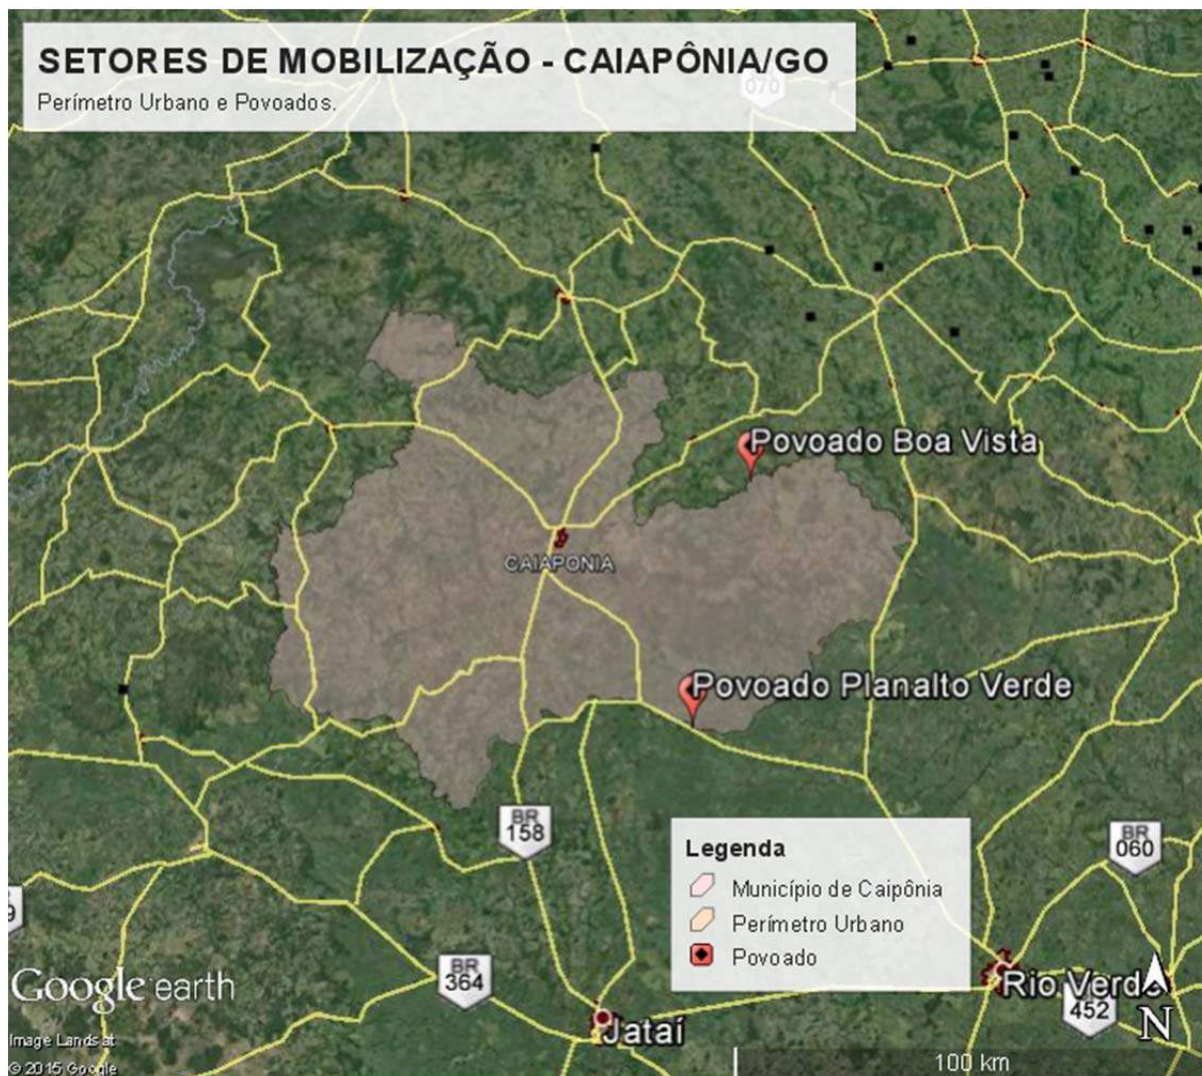 SETORES DE MOBILIZAÇÃO - CAIAPÔNIA/GO
Perímetro Urbano e Povoados.
070
Povoado Boa Vista
CAIAPONIA
Povoado Planalto Verde
BR
158
BR
060
Legenda
Município de Caipônia
Perímetro Urbano
Povoado
9
BR
364
Google earth
Rio Verde
452
N
Jataí
Image Landsat
© 2015 Google
100 km